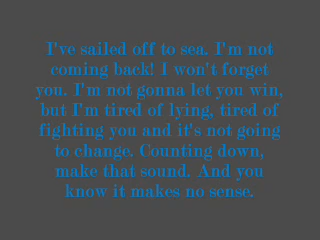 I've sailed off to sea. I'm not
coming back! I won't forget
you. I'm not gonna let you win,
but I'm tired of lying, tired of
fighting you and it's not going
to change. Counting down,
make that sound. And you
know it makes no sense.